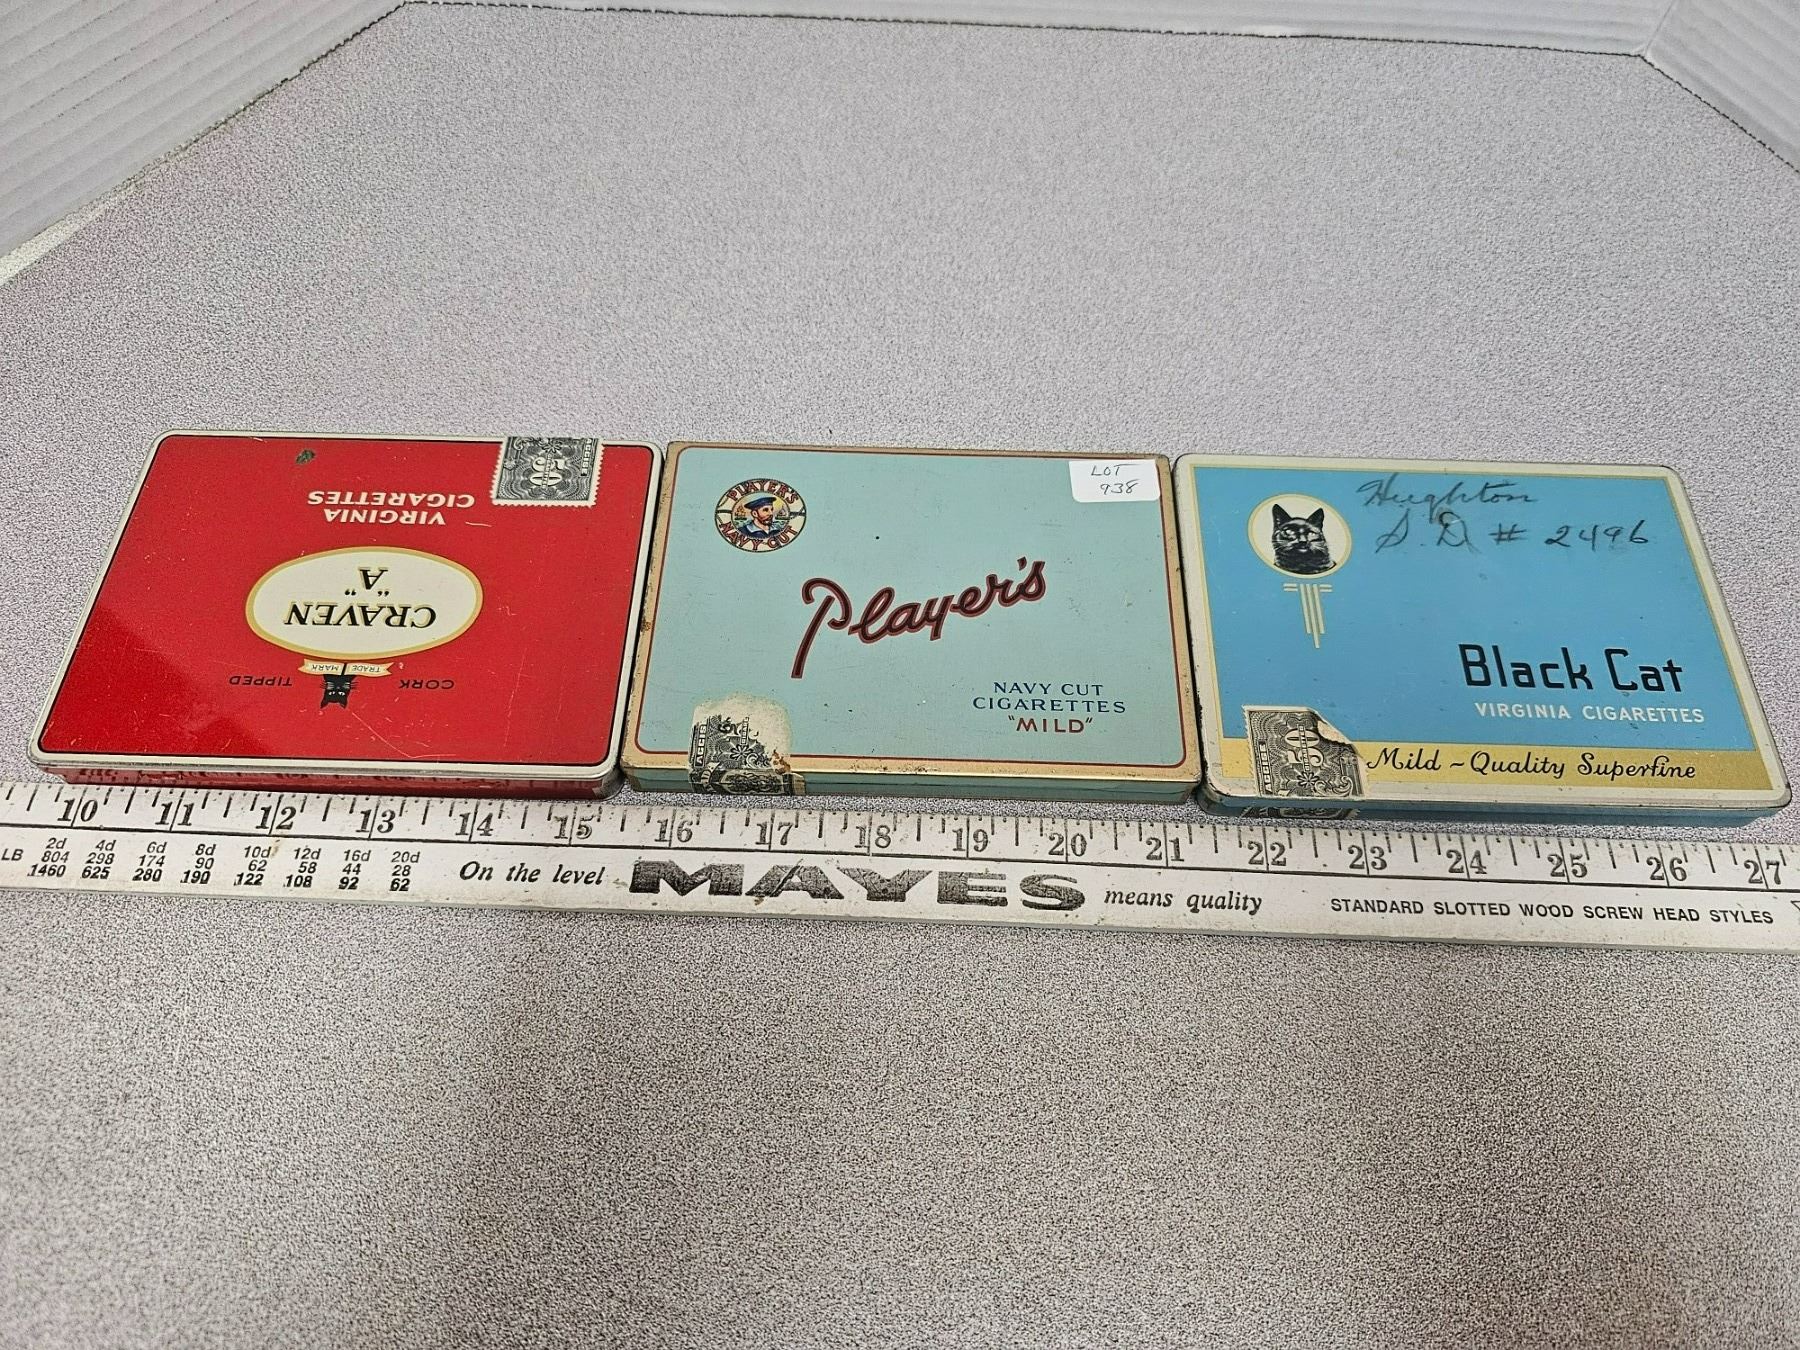 VIRGINIA
CIGARETTES
CRAVEN
"A"
TRADE MARK
CORK TIPPED
50
PLAYER'S
NAVY CUT
LOT
938
Player's
NAVY CUT
CIGARETTES
"MILD"
Hughton
S.D # 2496
Black Cat
VIRGINIA CIGARETTES
50
Mild ~ Quality Superfine
10 11 12 13 14 15 16 17 18 19 20 21 22 23 24 25 26 27
2d 4d 6d 8d 10d 12d 16d 20d
LB 804 298 174 90 62 58 44 28
1460 625 280 190 122 108 92 62
On the level MAYES means quality
STANDARD SLOTTED WOOD SCREW HEAD STYLES